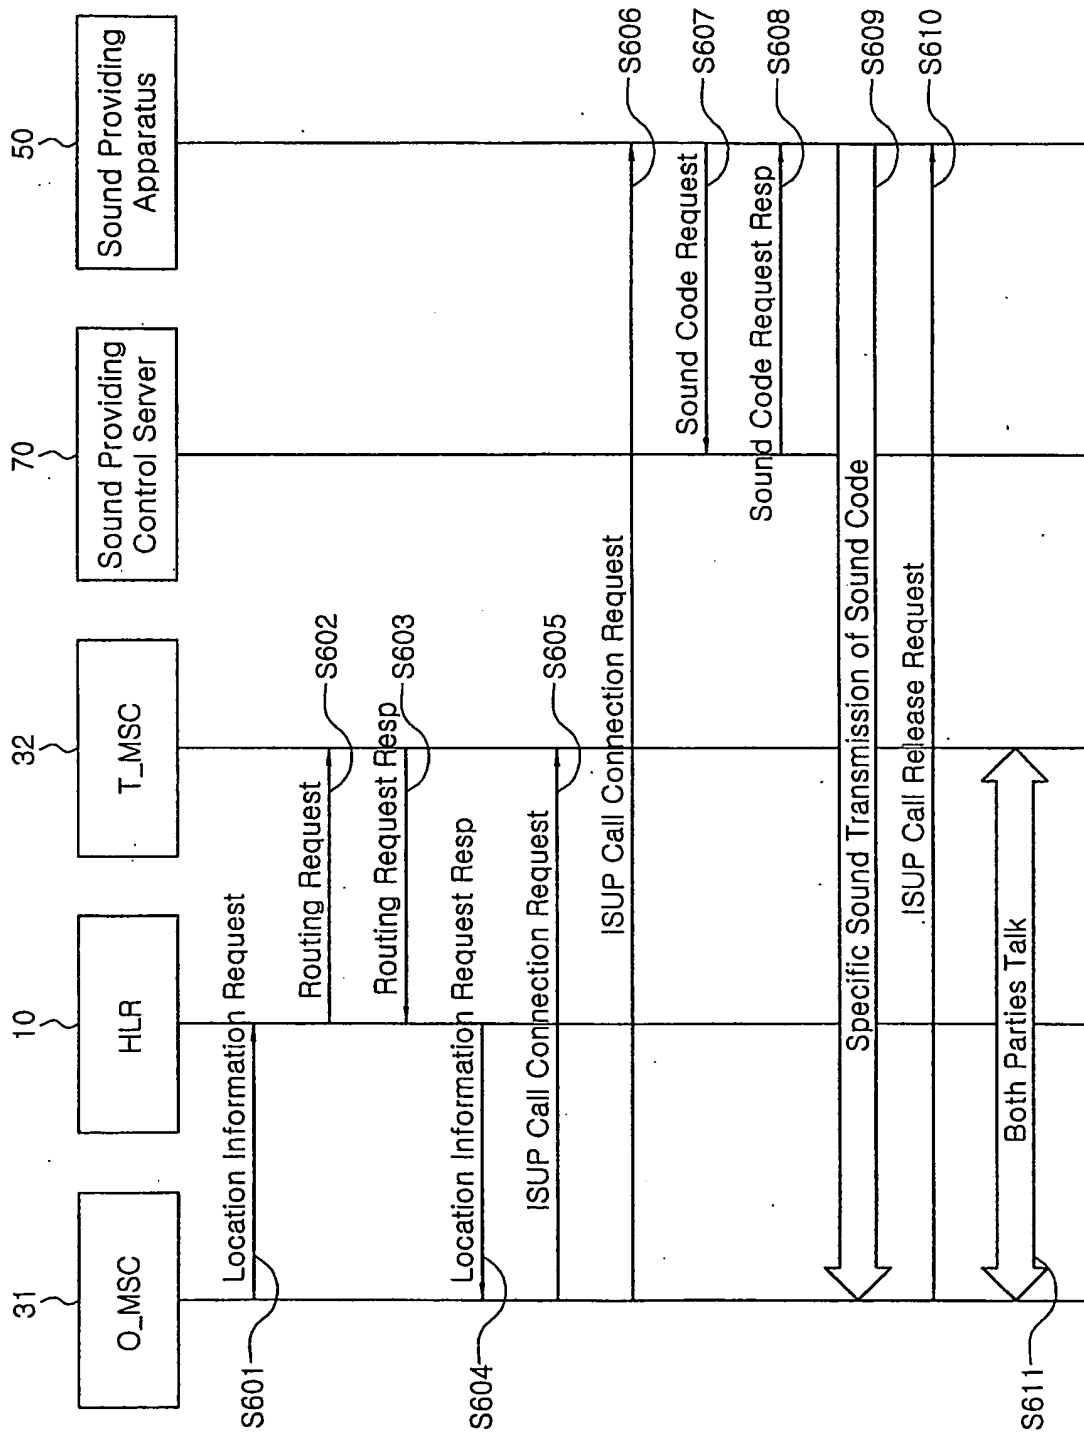 31
10
32
70
50
O_MSC
HLR
T_MSC
Sound Providing
Control Server
Sound Providing
Apparatus
S601
Location Information Request
Routing Request
S602
Routing Request Resp
S603
S604
Location Information Request Resp
ISUP Call Connection Request
S605
ISUP Call Connection Request
S606
Sound Code Request
S607
Sound Code Request Resp
S608
Specific Sound Transmission of Sound Code
S609
ISUP Call Release Request
S610
Both Parties Talk
S611